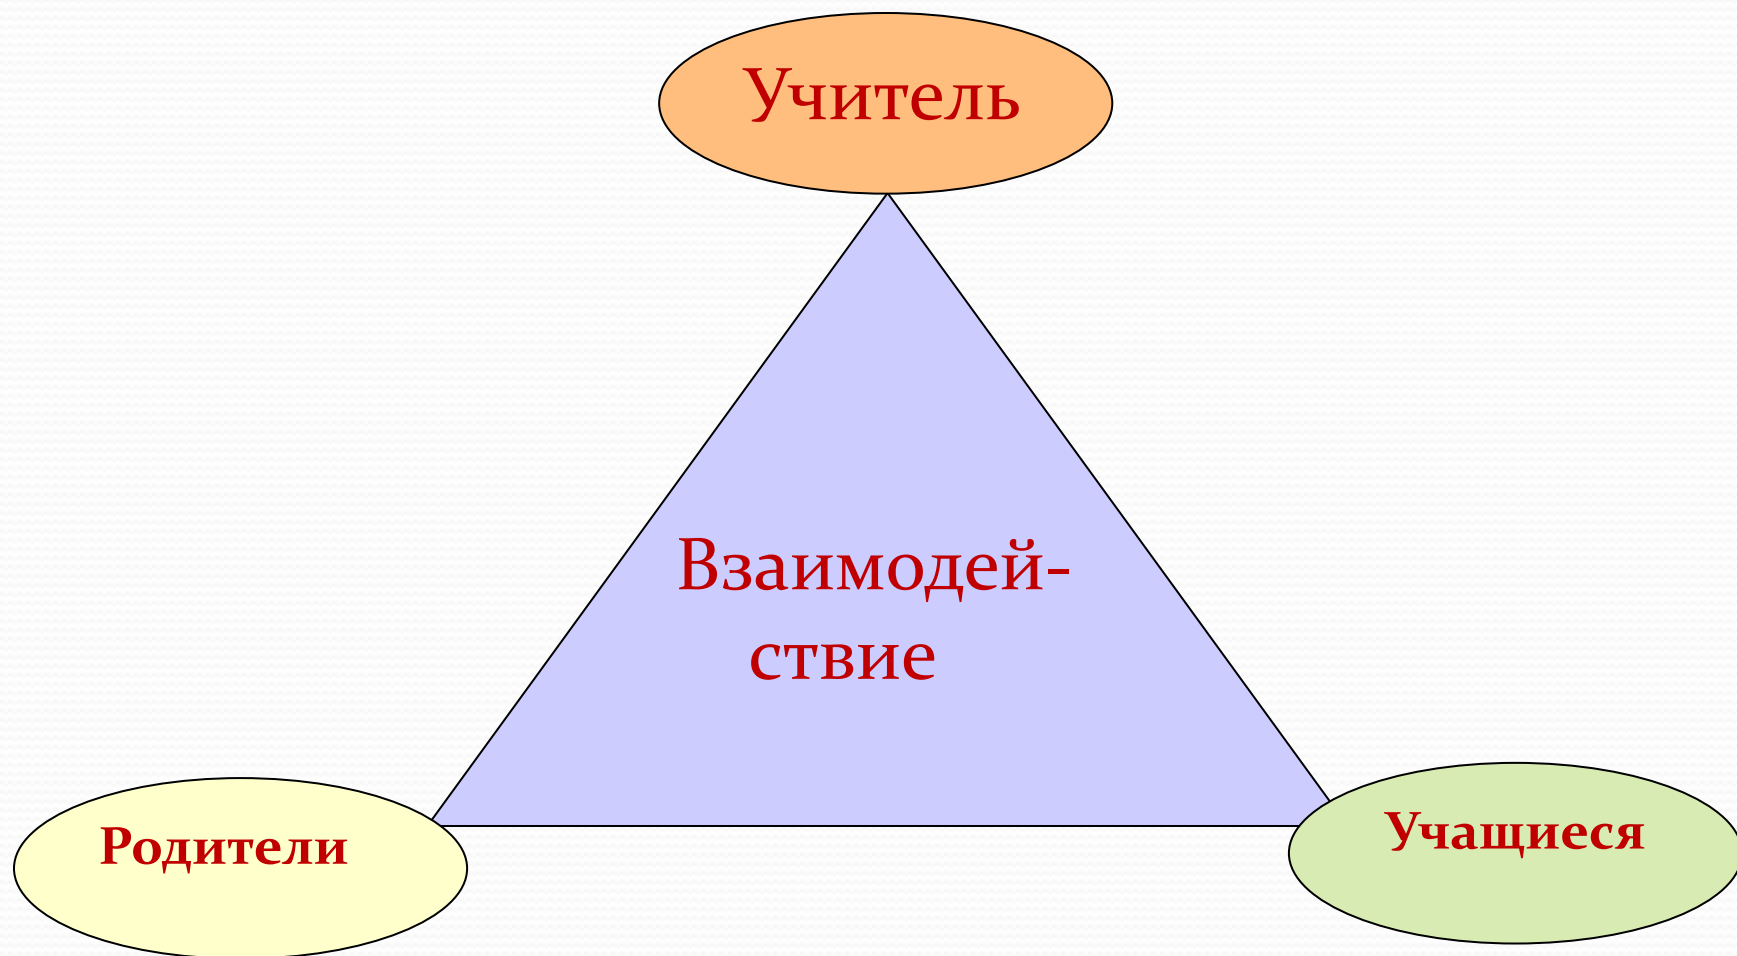 Учитель
Взаимодей-
ствие
Родители
Учащиеся